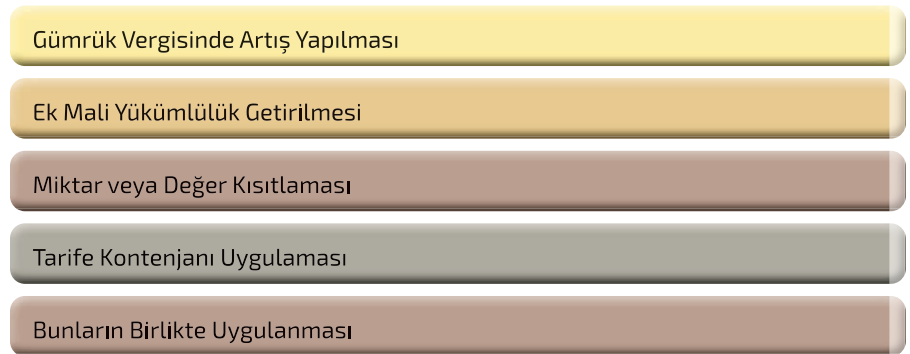 Gümrük Vergisinde Artış Yapılması
Ek Mali Yükümlülük Getirilmesi
Miktar veya Değer Kısıtlaması
Tarife Kontenjanı Uygulaması
Bunların Birlikte Uygulanması